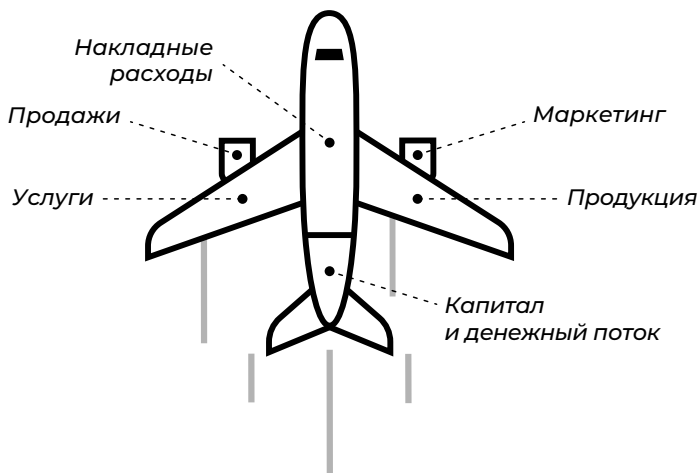 Накладные
расходы
Продажи
Маркетинг
Услуги
Продукция
Капитал
и денежный поток